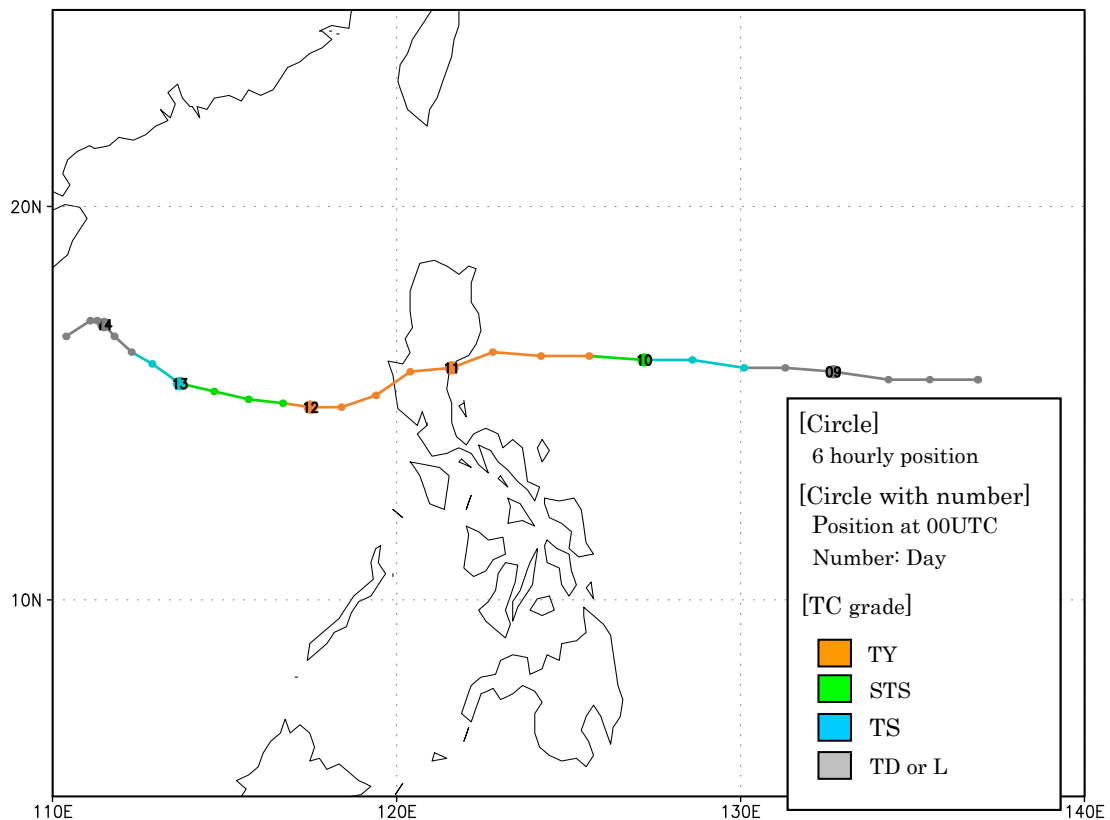 20N
14
13
12
11
10
09
[Circle]
6 hourly position
[Circle with number]
Position at 00UTC
Number: Day
10N
[TC grade]
TY
STS
TS
TD or L
110E
120E
130E
140E